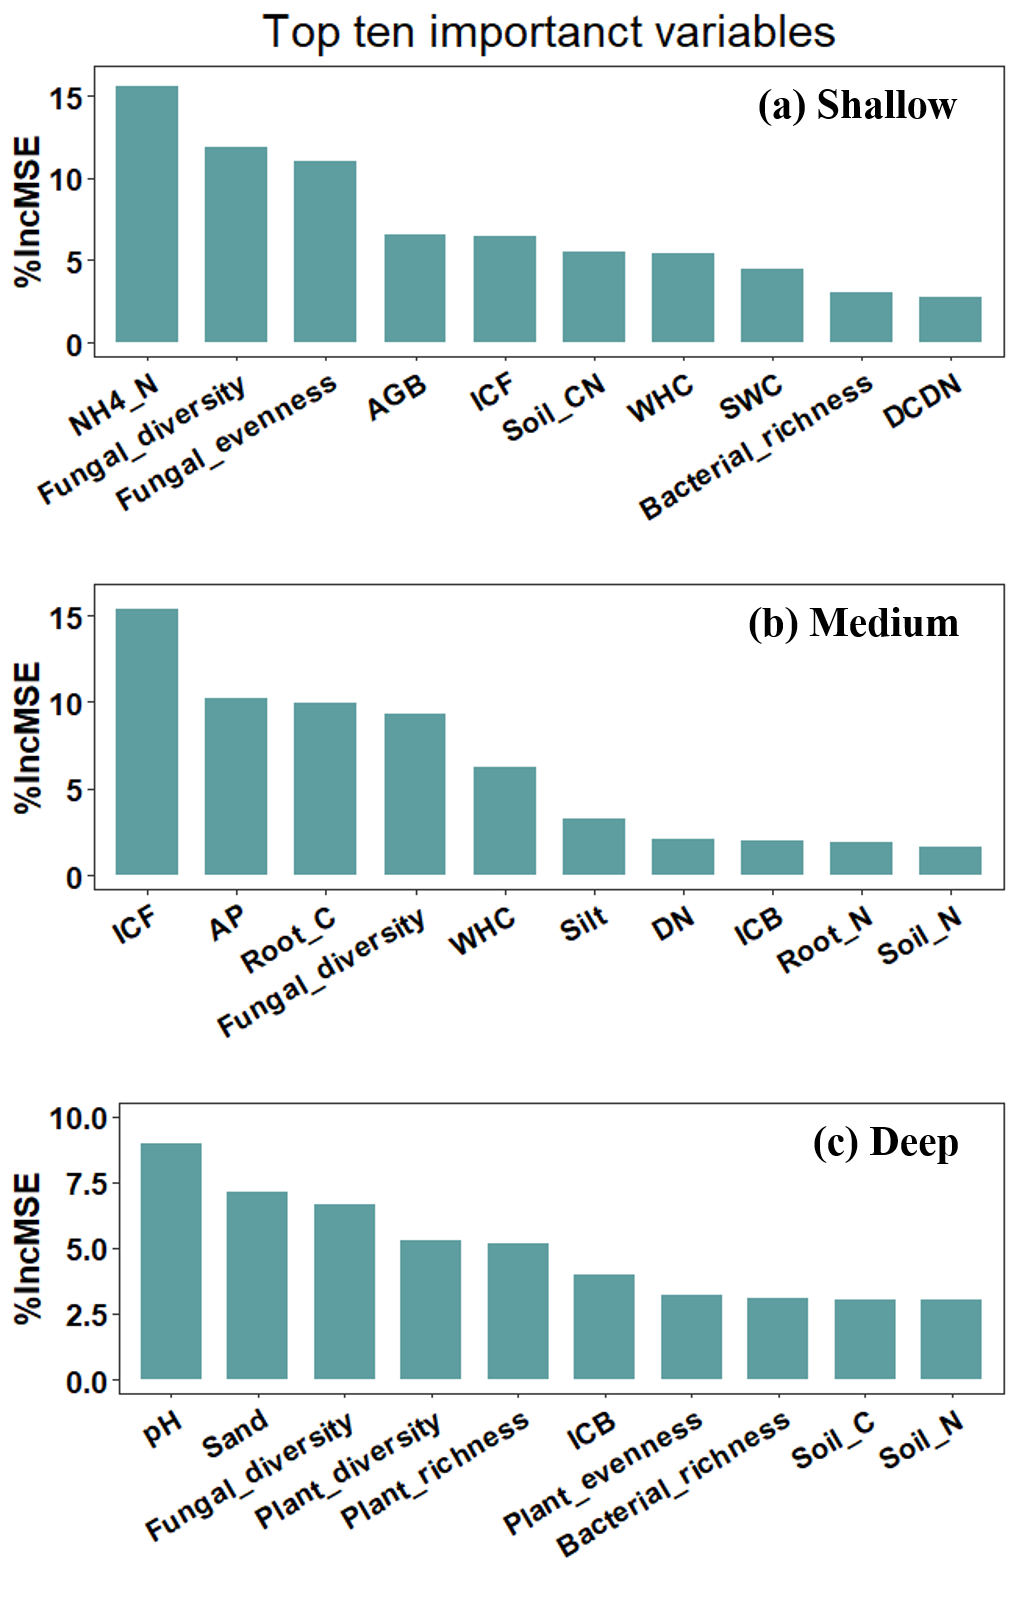 Top ten importanct variables
(a) Shallow
%IncMSE
15
10
5
0
NH4_N
Fungal_diversity
Fungal_evenness
AGB
ICF
Soil_CN
WHC
SWC
Bacterial_richness
DCDN
(b) Medium
%IncMSE
15
10
5
0
ICF
AP
Root_C
Fungal_diversity
WHC
Silt
DN
ICB
Root_N
Soil_N
(c) Deep
%IncMSE
10.0
7.5
5.0
2.5
0.0
pH
Sand
Fungal_diversity
Plant_diversity
Plant_richness
ICB
Plant_evenness
Bacterial_richness
Soil_C
Soil_N